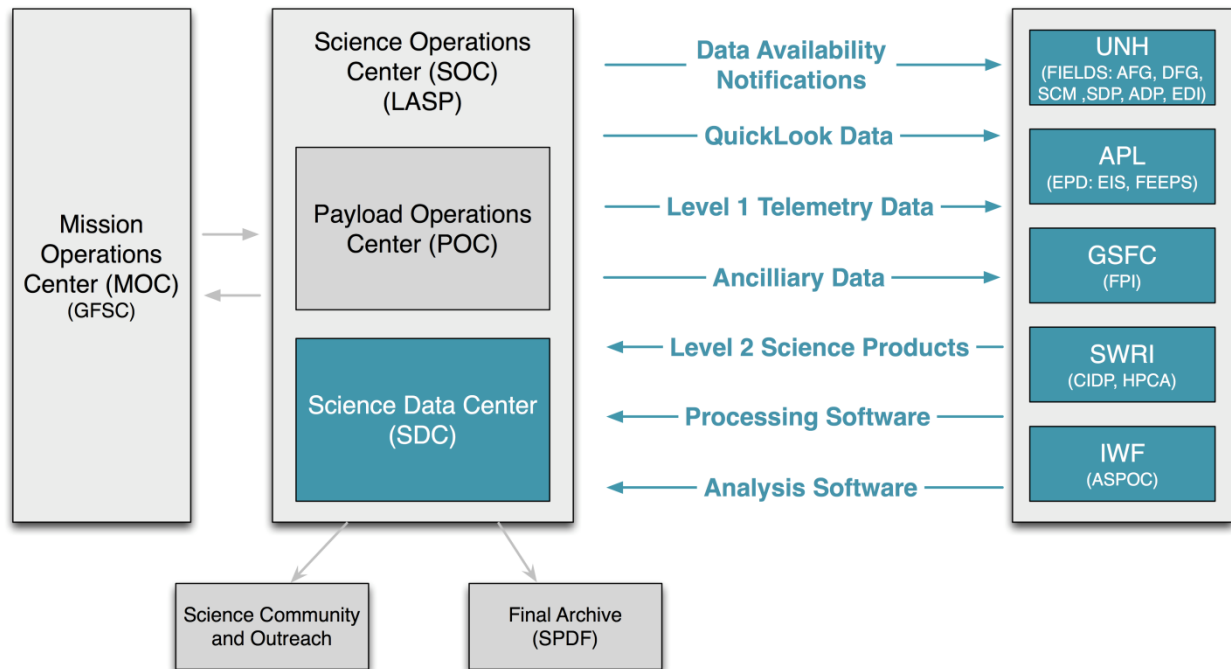 Mission
Operations
Center (MOC)
(GFSC)
Science Operations
Center (SOC)
(LASP)
Payload Operations
Center (POC)
Science Data Center
(SDC)
Data Availability
Notifications
QuickLook Data
Level 1 Telemetry Data
Ancilliary Data
Level 2 Science Products
Processing Software
Analysis Software
UNH
(FIELDS: AFG, DFG,
SCM ,SDP, ADP, EDI)
APL
(EPD: EIS, FEEPS)
GSFC
(FPI)
SWRI
(CIDP, HPCA)
IWF
(ASPOC)
Science Community
and Outreach
Final Archive
(SPDF)